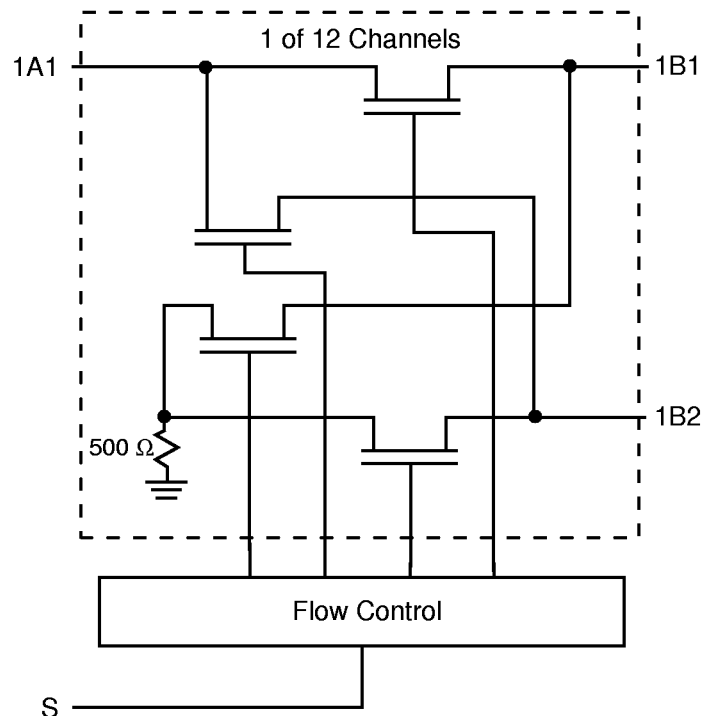 1 of 12 Channels
1A1
1B1
1B2
500 Ω
Flow Control
S